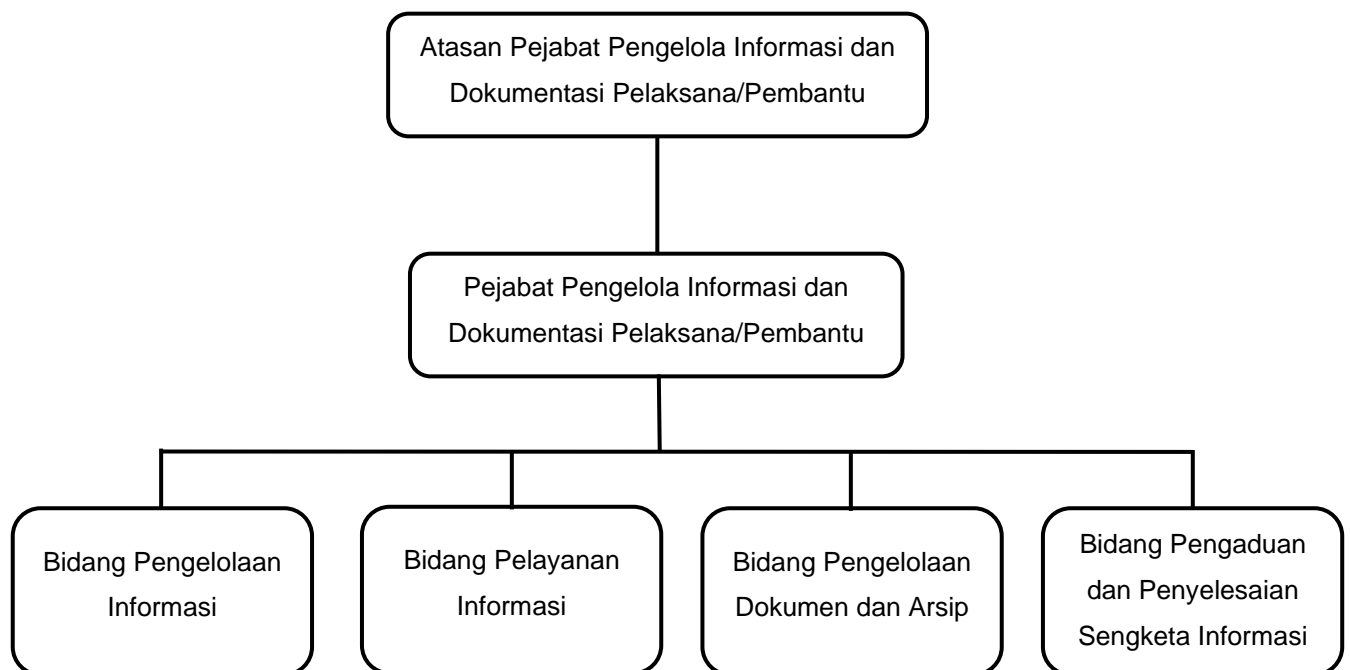 Atasan Pejabat Pengelola Informasi dan
Dokumentasi Pelaksana/Pembantu
Pejabat Pengelola Informasi dan
Dokumentasi Pelaksana/Pembantu
Bidang Pengelolaan
Informasi
Bidang Pelayanan
Informasi
Bidang Pengelolaan
Dokumen dan Arsip
Bidang Pengaduan
dan Penyelesaian
Sengketa Informasi